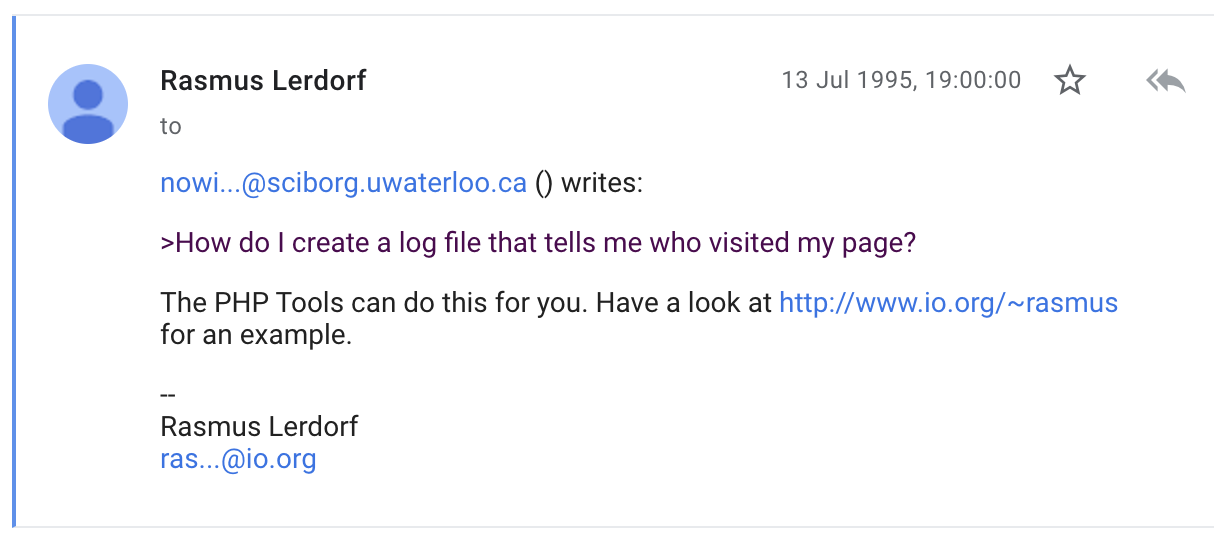 Rasmus Lerdorf
13 Jul 1995, 19:00:00
to
nowi...@sciborg.uwaterloo.ca () writes:
>How do I create a log file that tells me who visited my page?
The PHP Tools can do this for you. Have a look at http://www.io.org/~rasmus
for an example.
--
Rasmus Lerdorf
ras...@io.org